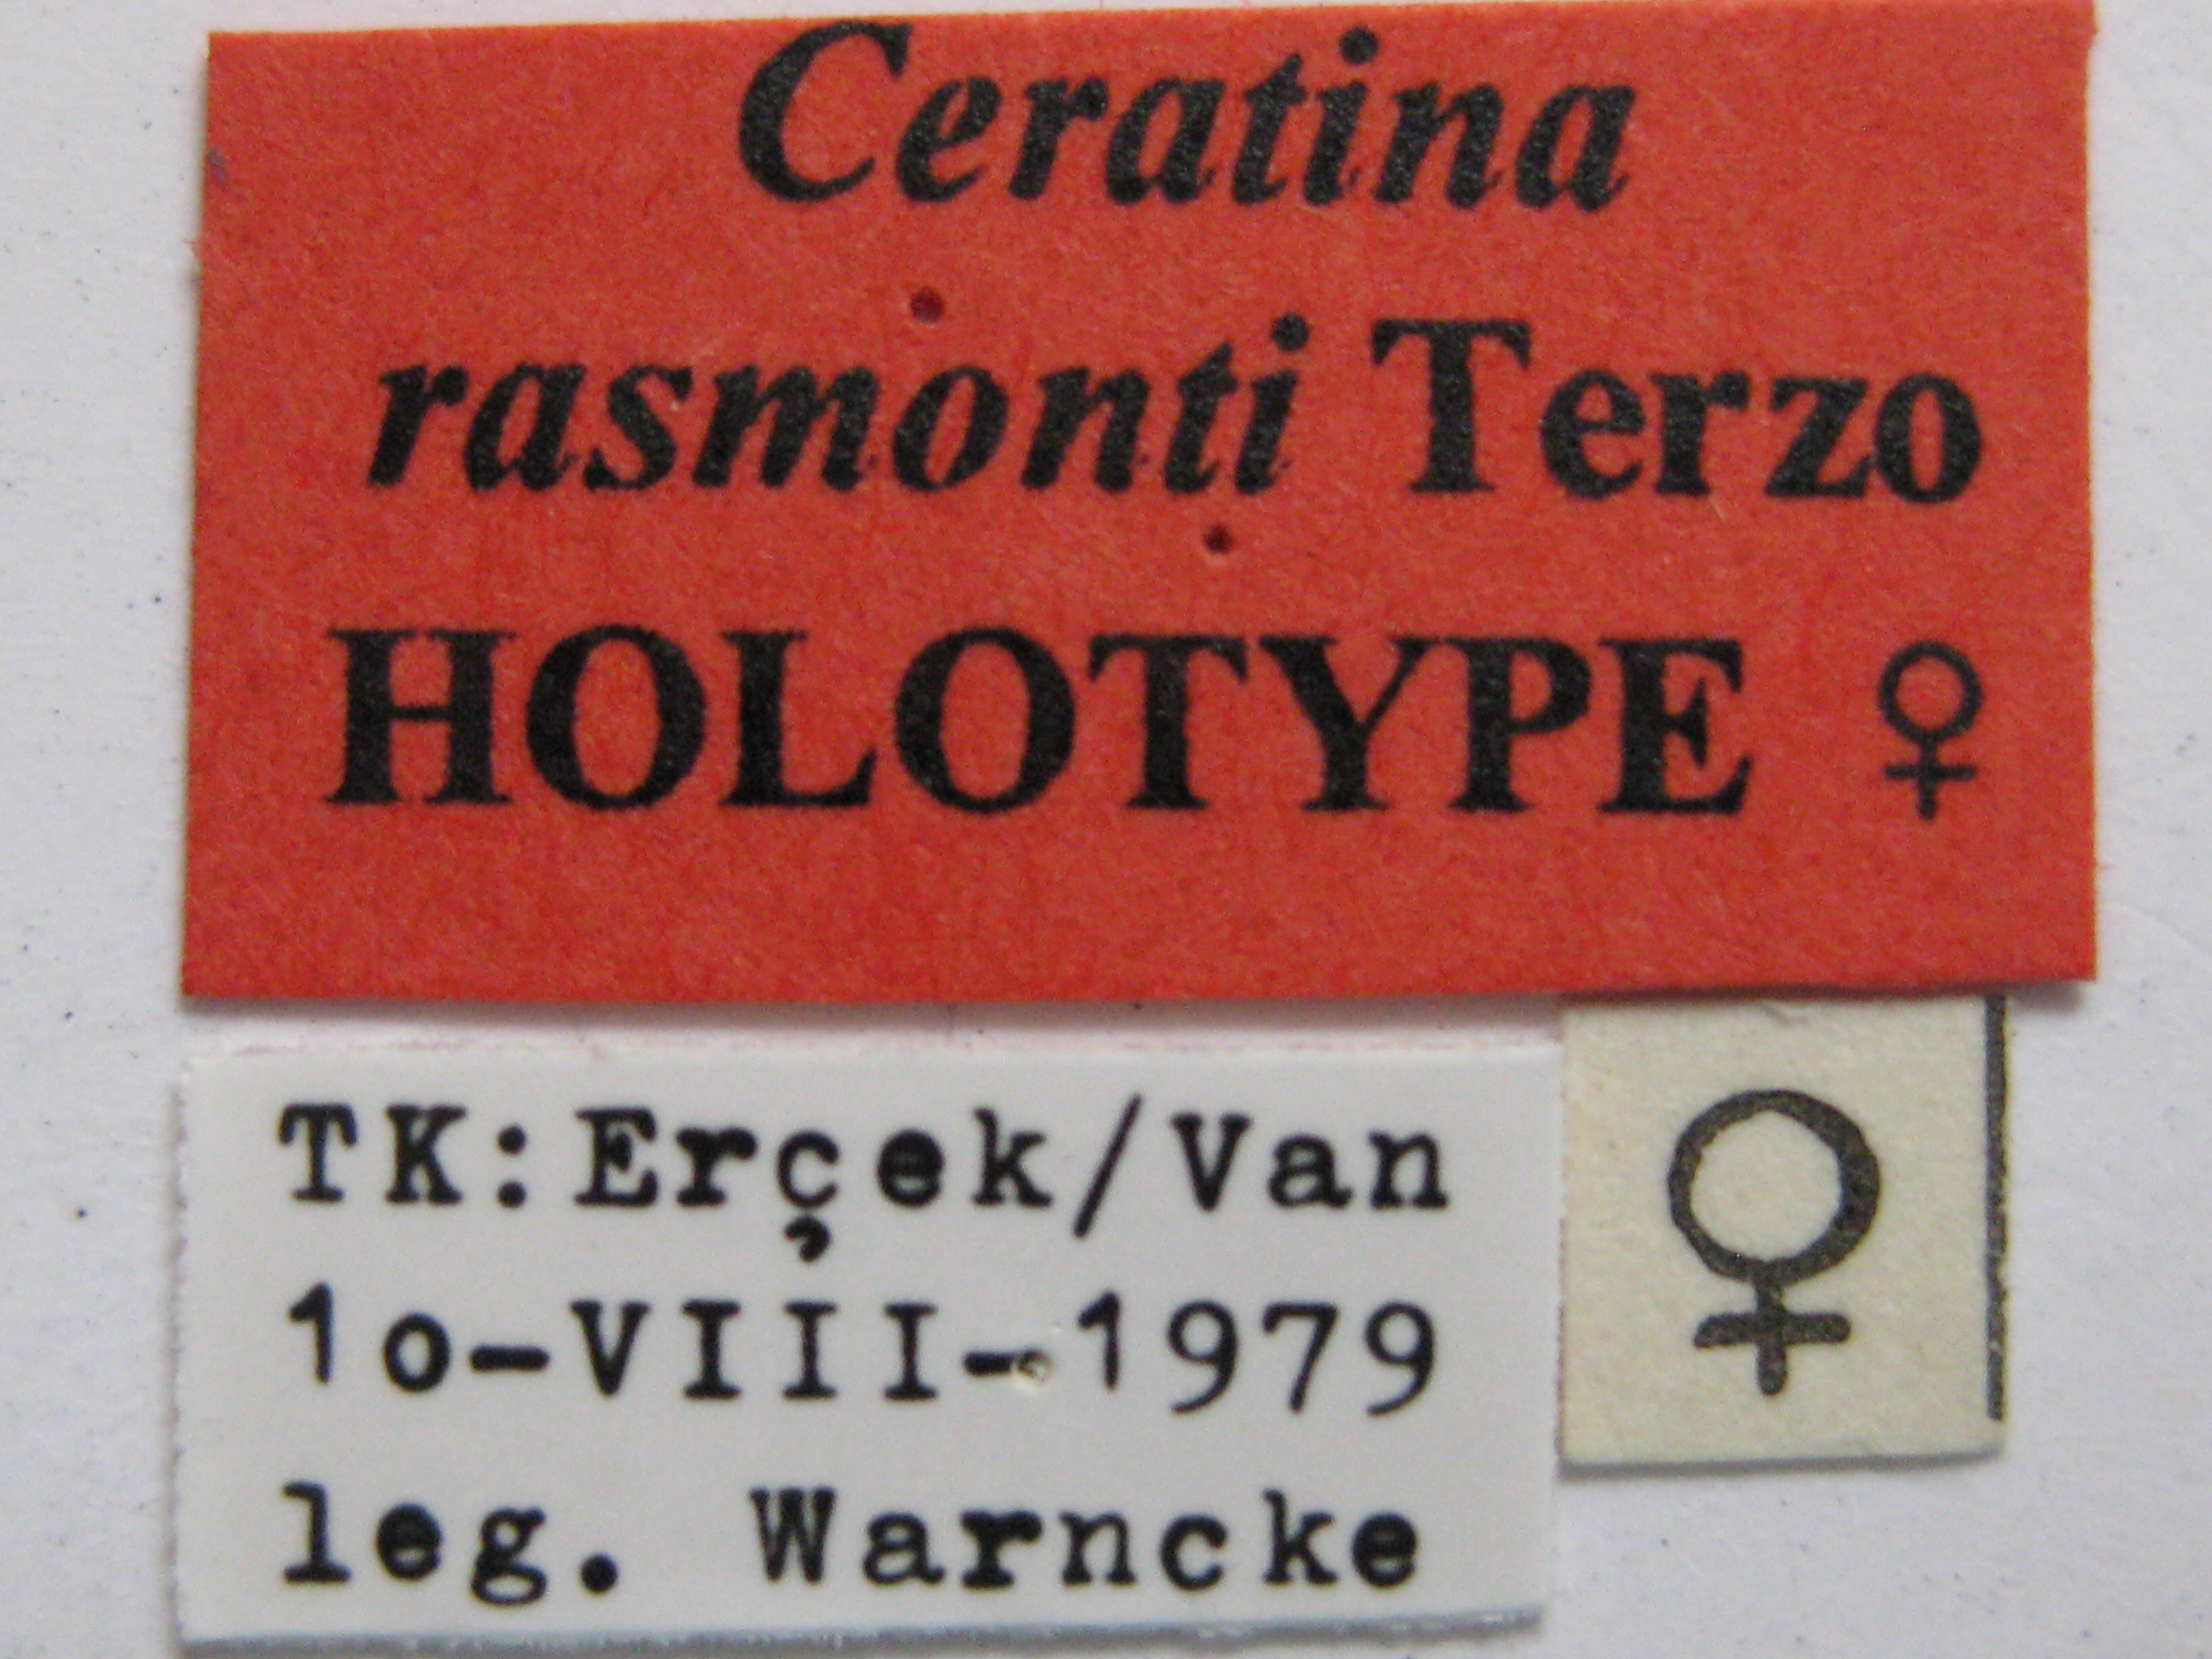 Ceratina
rasmonti Terzo
HOLOTYPE ♀
TK:Erçek/Van
1o-VIII-1979
leg. Warncke
♀